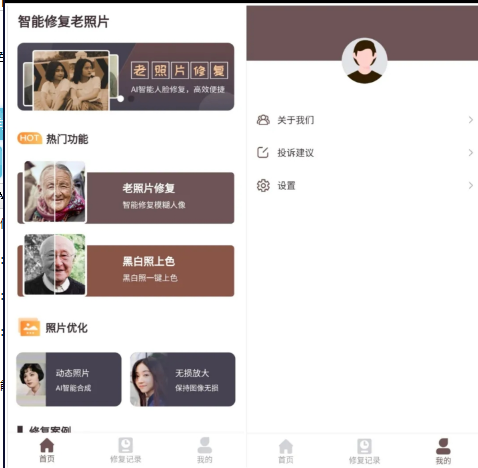 智能修复老照片
老照片修复
AI智能人脸修复，高效便捷
HOT 热门功能
老照片修复
智能修复模糊人像
黑白照上色
黑白照一键上色
照片优化
动态照片
AI智能合成
无损放大
保持图像无损
修复案例
首页
修复记录
我的
关于我们
投诉建议
设置
首页
修复记录
我的